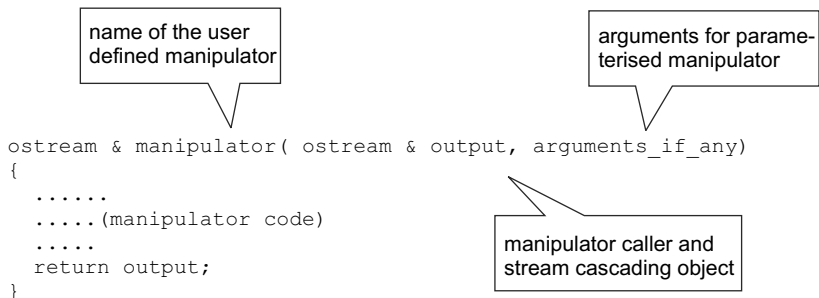 name of the user
defined manipulator
arguments for parame-
terised manipulator
ostream & manipulator( ostream & output, arguments_if_any)
{
......
.....(manipulator code)
.....
return output;
}
manipulator caller and
stream cascading object